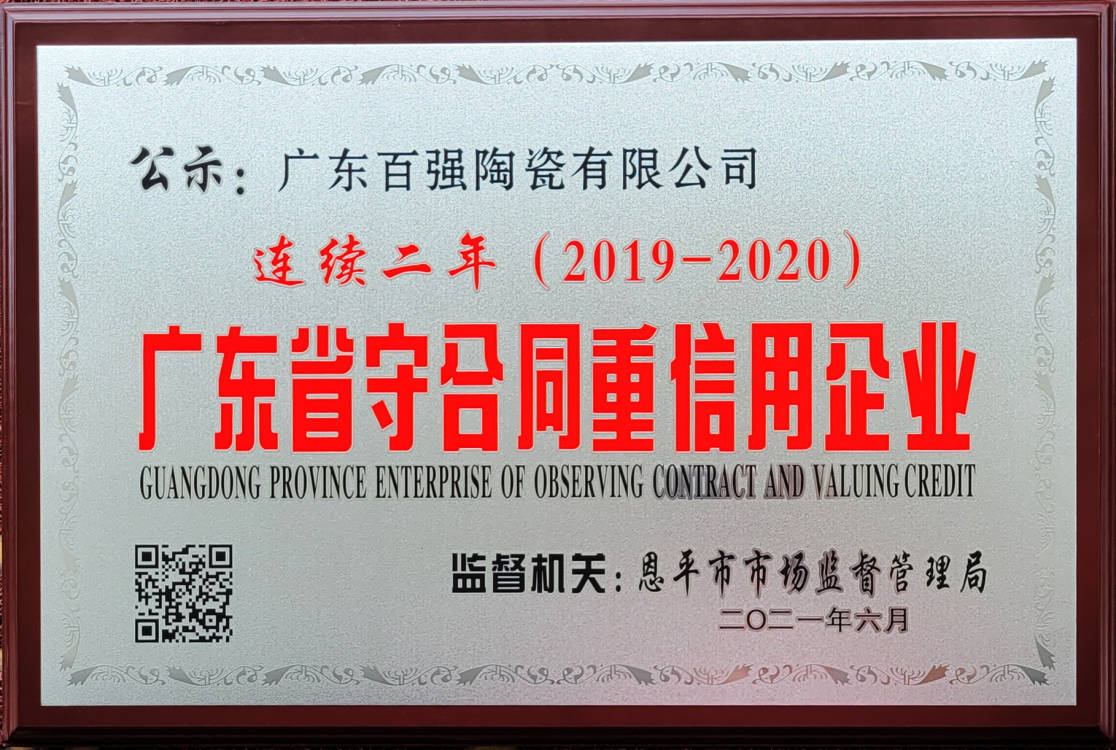 公示：广东百强陶瓷有限公司
连续二年（2019-2020）
广东省守合同重信用企业
GUANGDONG PROVINCE ENTERPRISE OF OBSERVING CONTRACT AND VALUING CREDIT
监督机关：恩平市市场监督管理局
二〇二一年六月